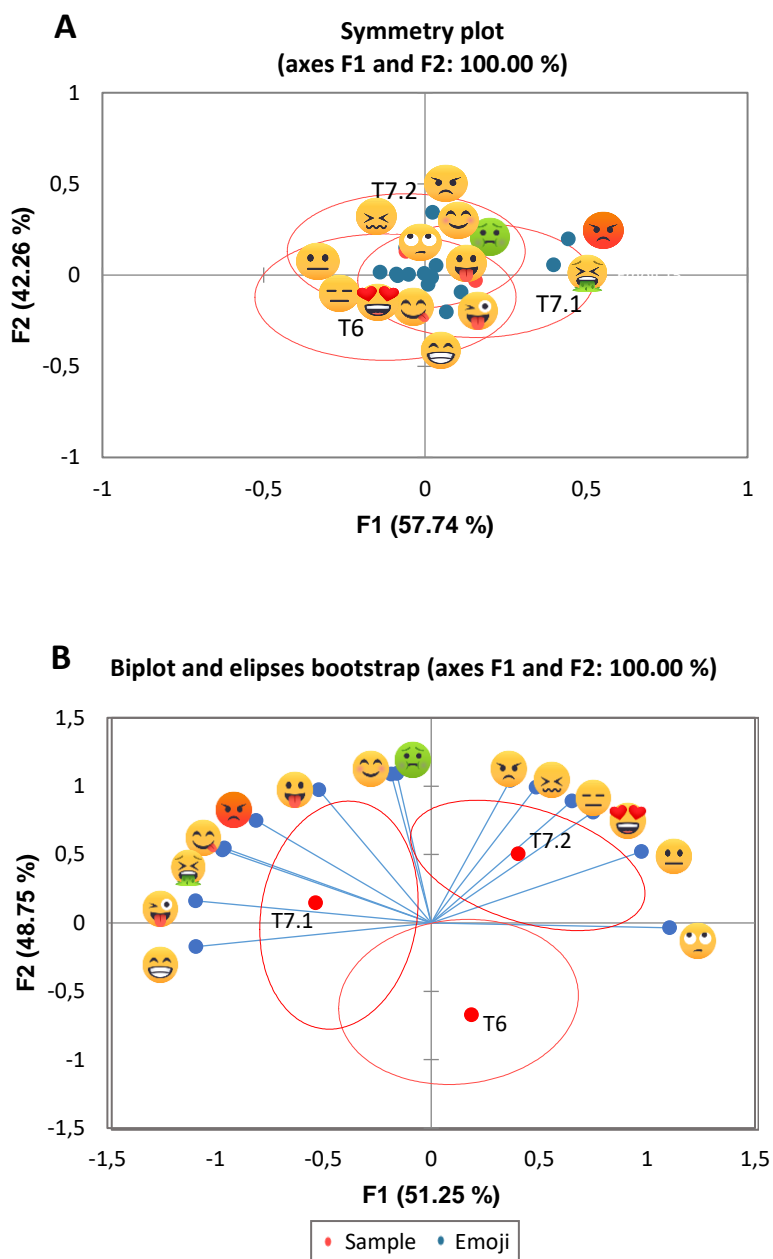 A
Symmetry plot
(axes F1 and F2: 100.00 %)
1
0,5
0
-0,5
-1
F2 (42.26 %)
T7.2
T7.1
T6
-1
-0,5
0
0,5
1
F1 (57.74 %)
B
Biplot and elipses bootstrap (axes F1 and F2: 100.00 %)
1,5
1
0,5
0
-0,5
-1
-1,5
F2 (48.75 %)
T7.2
T7.1
T6
-1,5
-1
-0,5
0
0,5
1
1,5
F1 (51.25 %)
Sample
Emoji